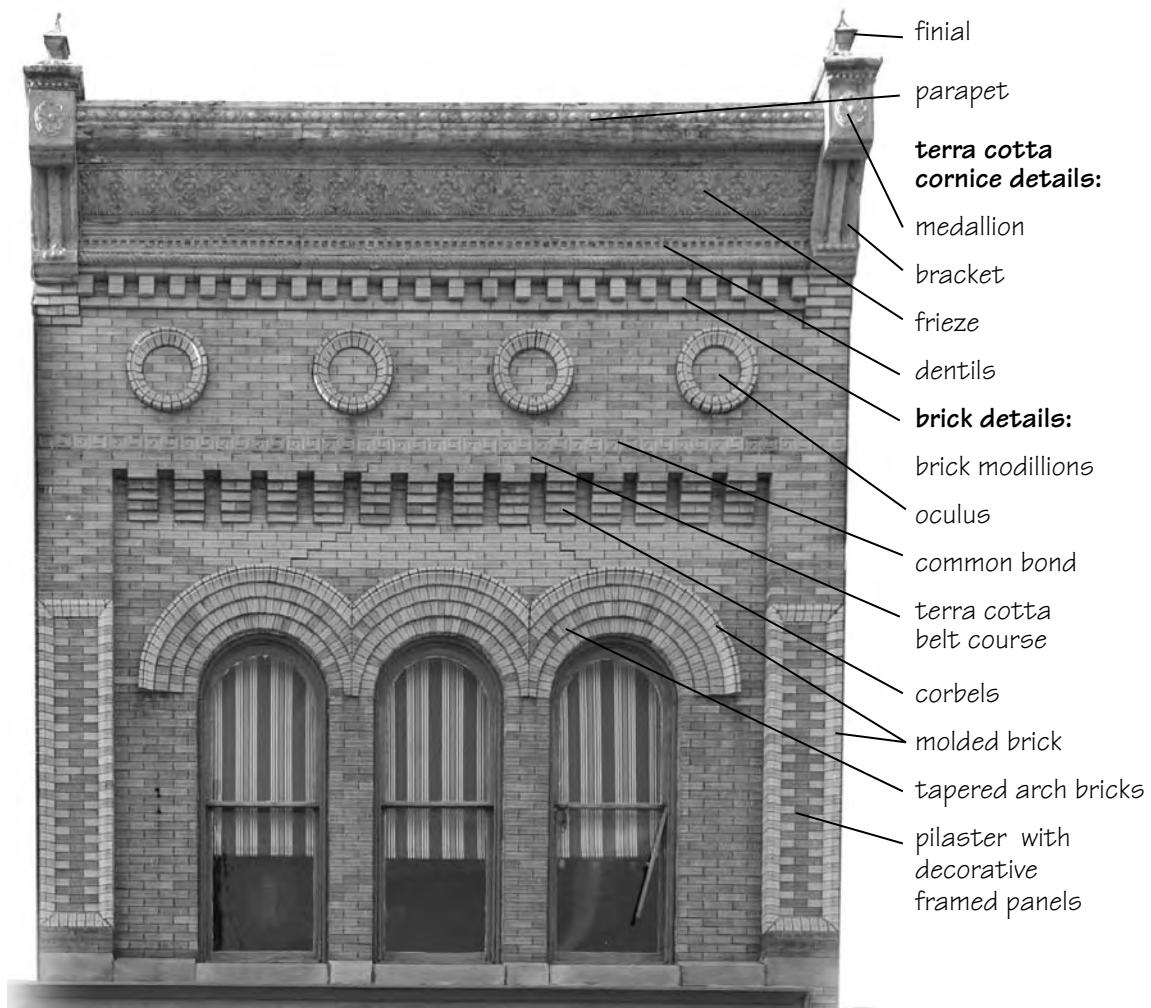 finial
parapet
terra cotta
cornice details:
medallion
bracket
frieze
dentils
brick details:
brick modillions
oculus
common bond
terra cotta
belt course
corbels
molded brick
tapered arch bricks
pilaster with
decorative
framed panels